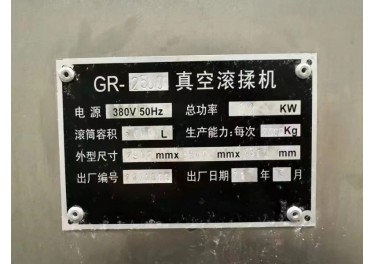 GR- 真空滚揉机
电源 380V 50Hz 总功率 KW
滚筒容积 L 生产能力:每次 Kg
外型尺寸 mmx mmx mm
出厂编号 出厂日期 年 月